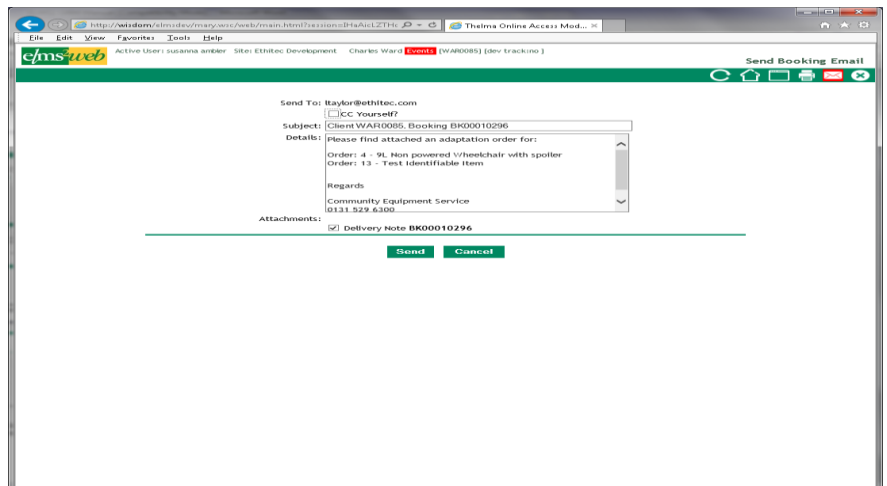 http://wisdom/elmsdev/mary.wsc/web/main.html?session=
Thelma Online Access Mod...
File Edit View Favorites Tools Help
elms2web
Active User: susanna ambler Site: Ethitec Development Charles Ward Events [WAR0085] [dev tracking ]
Send Booking Email
Send To: ltaylor@ethitec.com
CC Yourself?
Subject: Client WAR0085, Booking BK00010296
Details: Please find attached an adaptation order for:
Order: 4 - 9L Non powered Wheelchair with spoiler
Order: 13 - Test Identifiable Item
Regards
Community Equipment Service
0131 529 6300
Attachments:
Delivery Note BK00010296
Send Cancel